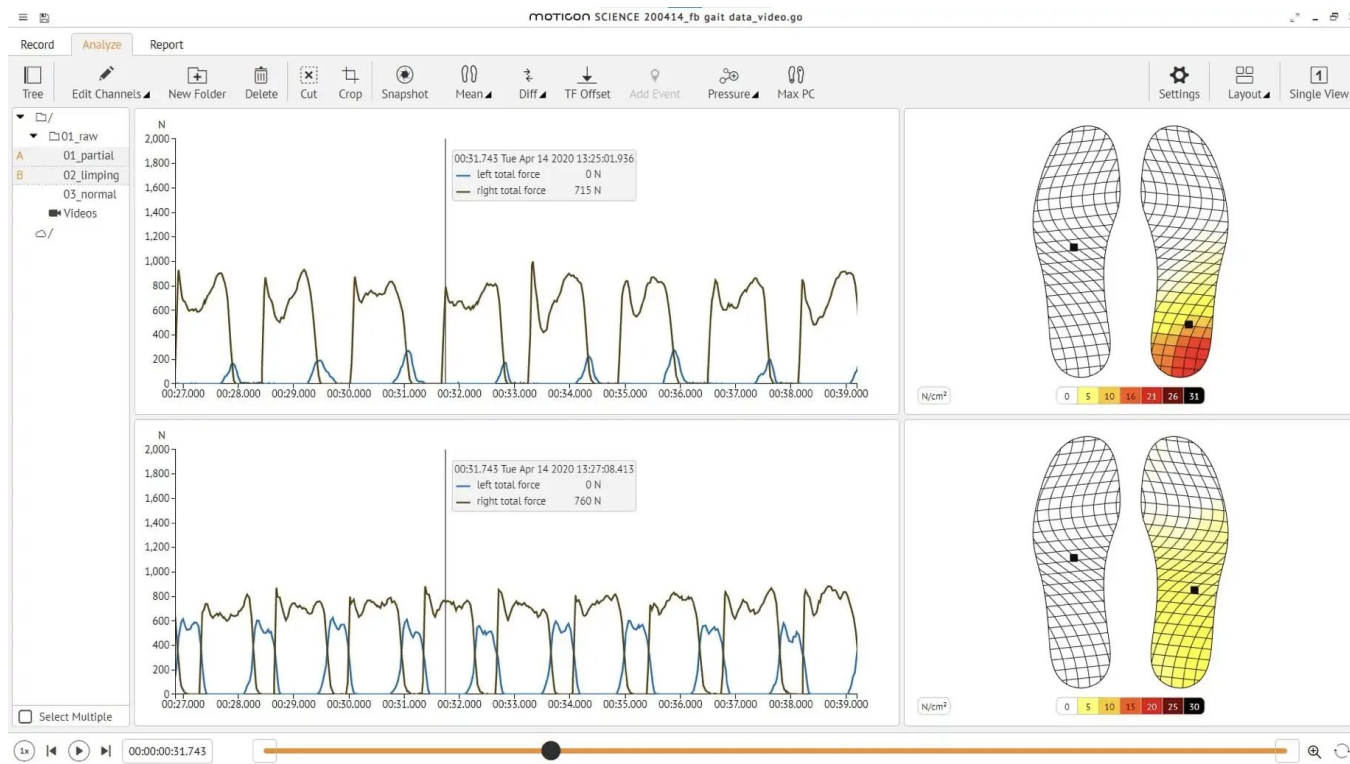 moticon SCIENCE 200414_fb gait data_video.go
Record Analyze Report
Tree Edit Channels New Folder Delete Cut Crop Snapshot Mean Diff TF Offset Add Event Pressure Max PC Settings Layout 1 Single View
/
01_raw
A 01_partial
B 02_limping
03_normal
Videos
/
N
2,000
1,800
1,600
1,400
1,200
1,000
800
600
400
200
0
00:27.000 00:28.000 00:29.000 00:30.000 00:31.000 00:32.000 00:33.000 00:34.000 00:35.000 00:36.000 00:37.000 00:38.000 00:39.000
00:31.743 Tue Apr 14 2020 13:25:01.936
left total force 0 N
right total force 715 N
N/cm² 0 5 10 16 21 26 31
N
2,000
1,800
1,600
1,400
1,200
1,000
800
600
400
200
0
00:27.000 00:28.000 00:29.000 00:30.000 00:31.000 00:32.000 00:33.000 00:34.000 00:35.000 00:36.000 00:37.000 00:38.000 00:39.000
00:31.743 Tue Apr 14 2020 13:27:08.413
left total force 0 N
right total force 760 N
N/cm² 0 5 10 15 20 25 30
Select Multiple
1x 00:00:00:31.743